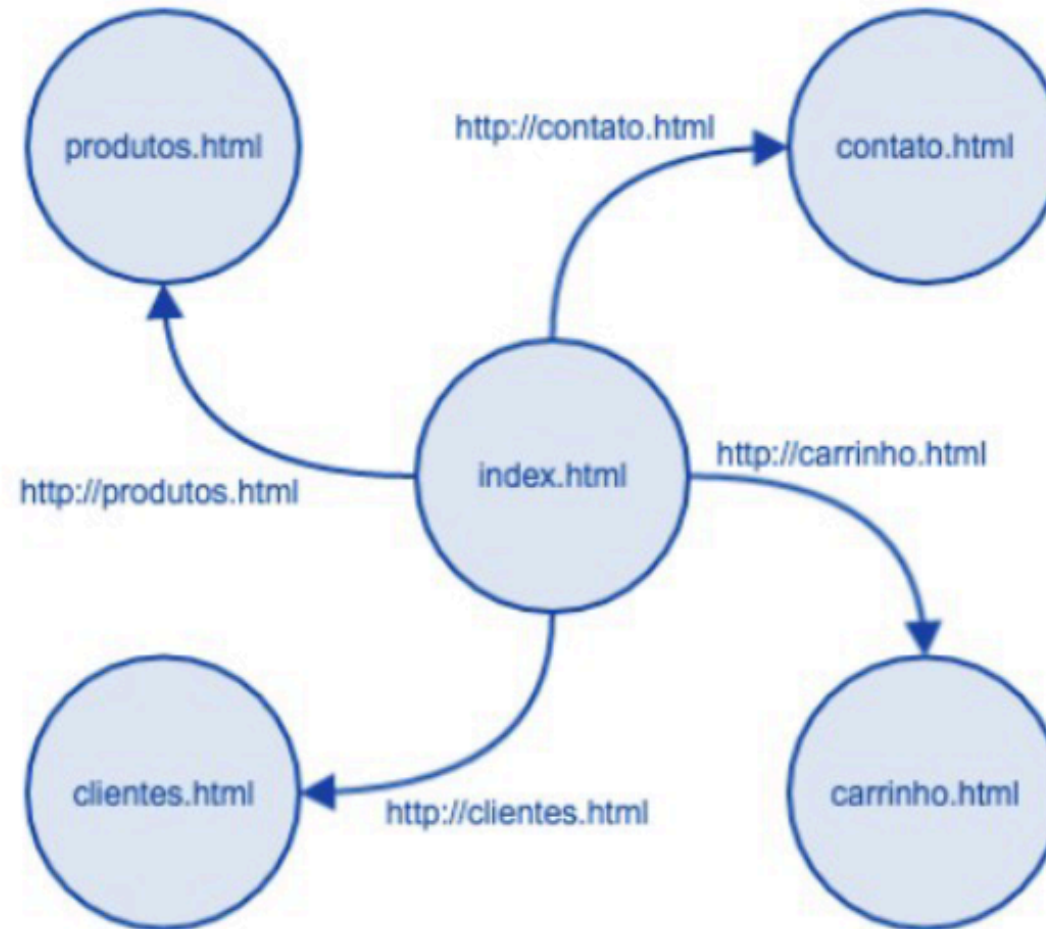 produtos.html
http://contato.html
contato.html
http://produtos.html
index.html
http://carrinho.html
clientes.html
http://clientes.html
carrinho.html